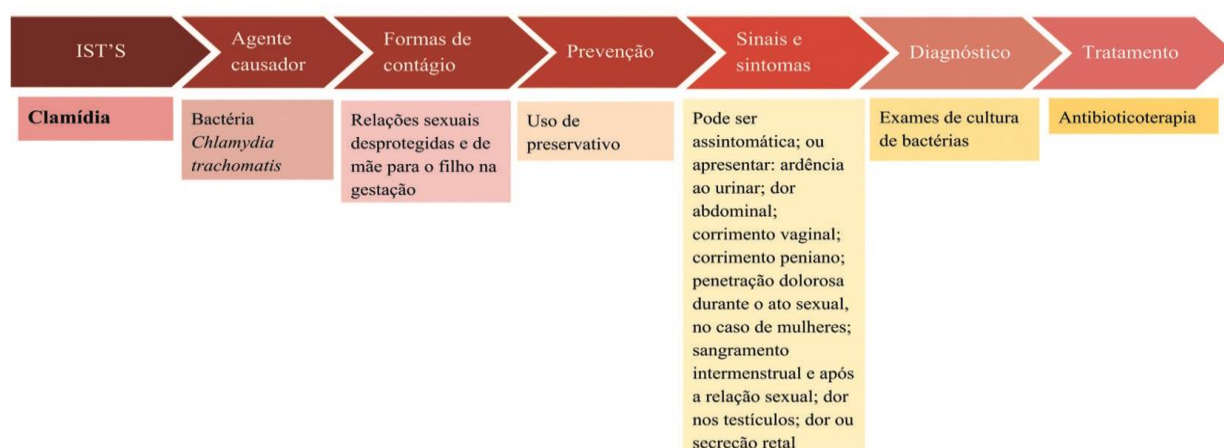 IST'S
Agente
causador
Formas de
contágio
Prevenção
Sinais e
sintomas
Diagnóstico
Tratamento
Clamídia
Bactéria
Chlamydia
trachomatis
Relações sexuais
desprotegidas e de
mãe para o filho na
gestação
Uso de
preservativo
Pode ser
assintomática; ou
apresentar: ardência
ao urinar; dor
abdominal;
corrimento vaginal;
corrimento peniano;
penetração dolorosa
durante o ato sexual,
no caso de mulheres;
sangramento
intermenstrual e após
a relação sexual; dor
nos testículos; dor ou
secreção retal
Exames de cultura
de bactérias
Antibioticoterapia